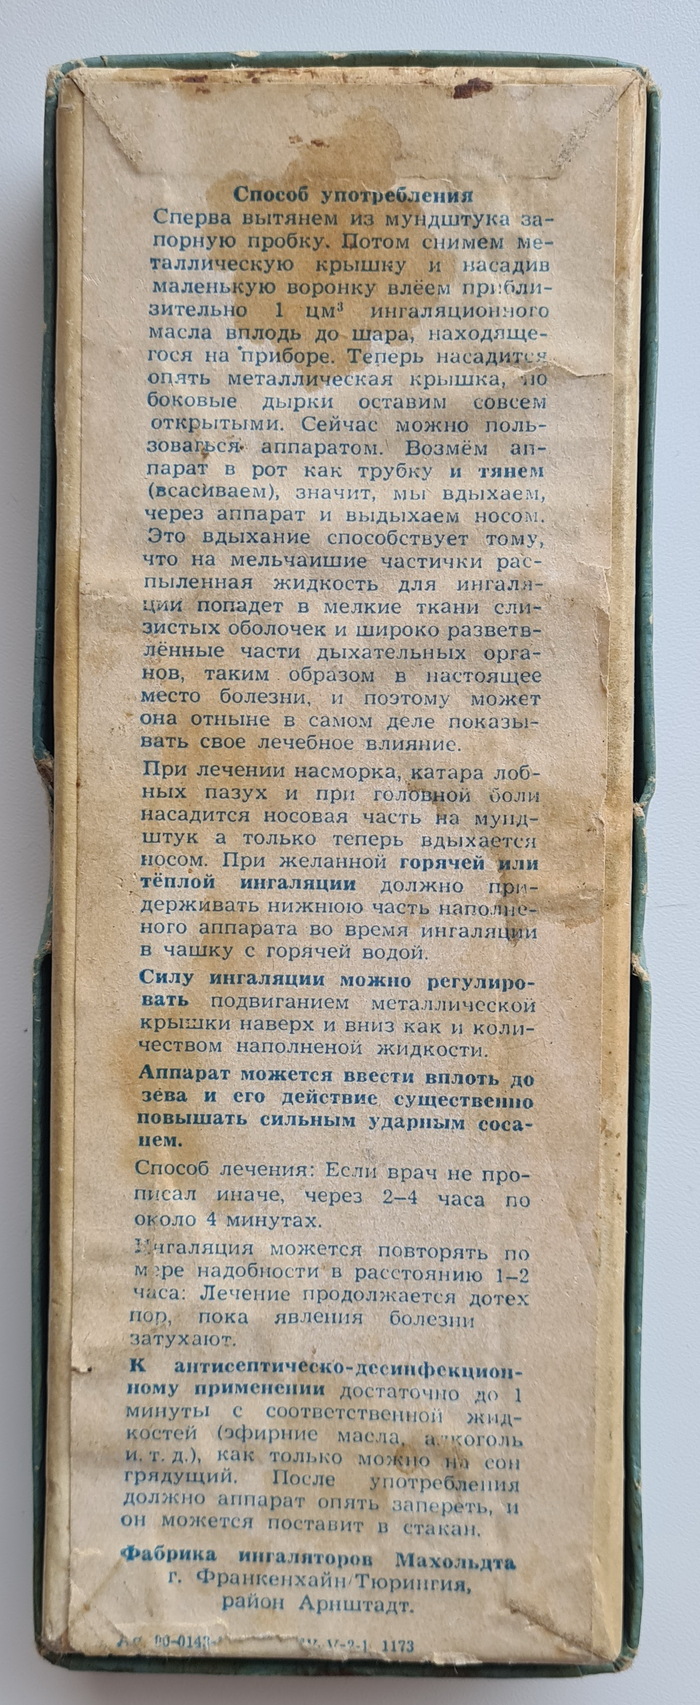 Способ употребления
Сперва вытянем из мундштука за-
порную пробку. Потом снимем ме-
таллическую крышку и насадив
маленькую воронку влёем прибли-
зительно 1 цм³ ингаляционного
масла вплодь до шара, находяще-
гося на приборе. Теперь насадится
опять металлическая крышка, но
боковые дырки оставим совсем
открытыми. Сейчас можно поль-
зоваться аппаратом. Возмём ап-
парат в рот как трубку и тянем
(всасиваем), значит, мы вдыхаем,
через аппарат и выдыхаем носом.
Это вдыхание способствует тому,
что на мельчаишие частички рас-
пыленная жидкость для ингаля-
ции попадет в мелкие ткани сли-
зистых оболочек и широко разветв-
лённые части дыхательных орга-
нов, таким образом в настоящее
место болезни, и поэтому может
она отныне в самом деле показы-
вать свое лечебное влияние.
При лечении насморка, катара лоб-
ных пазух и при головной боли
насадится носовая часть на мунд-
штук а только теперь вдыхается
носом. При желанной горячей или
тёплой ингаляции должно при-
держивать нижнюю часть наполне-
ного аппарата во время ингаляции
в чашку с горячей водой.
Силу ингаляции можно регулиро-
вать подвиганием металлической
крышки наверх и вниз как и коли-
чеством наполненой жидкости.
Аппарат можется ввести вплоть до
зева и его действие существенно
повышать сильным ударным соса-
нем.
Способ лечения: Если врач не про-
писал иначе, через 2–4 часа по
около 4 минутах.
Ингаляция можется повторять по
мере надобности в расстоянию 1–2
часа: Лечение продолжается дотех
пор, пока явления болезни
затухают.
К антисептическо-десинфекцион-
ному применении достаточно до 1
минуты с соответственной жид-
костей (эфирние масла, алкоголь
и. т. д.), как только можно на сон
грядущий. После употребления
должно аппарат опять запереть, и
он можется поставит в стакан.
Фабрика ингаляторов Махольдта
г. Франкенхайн/Тюрингия,
район Арнштадт.
Ag 00-0148- V-2-1 1173